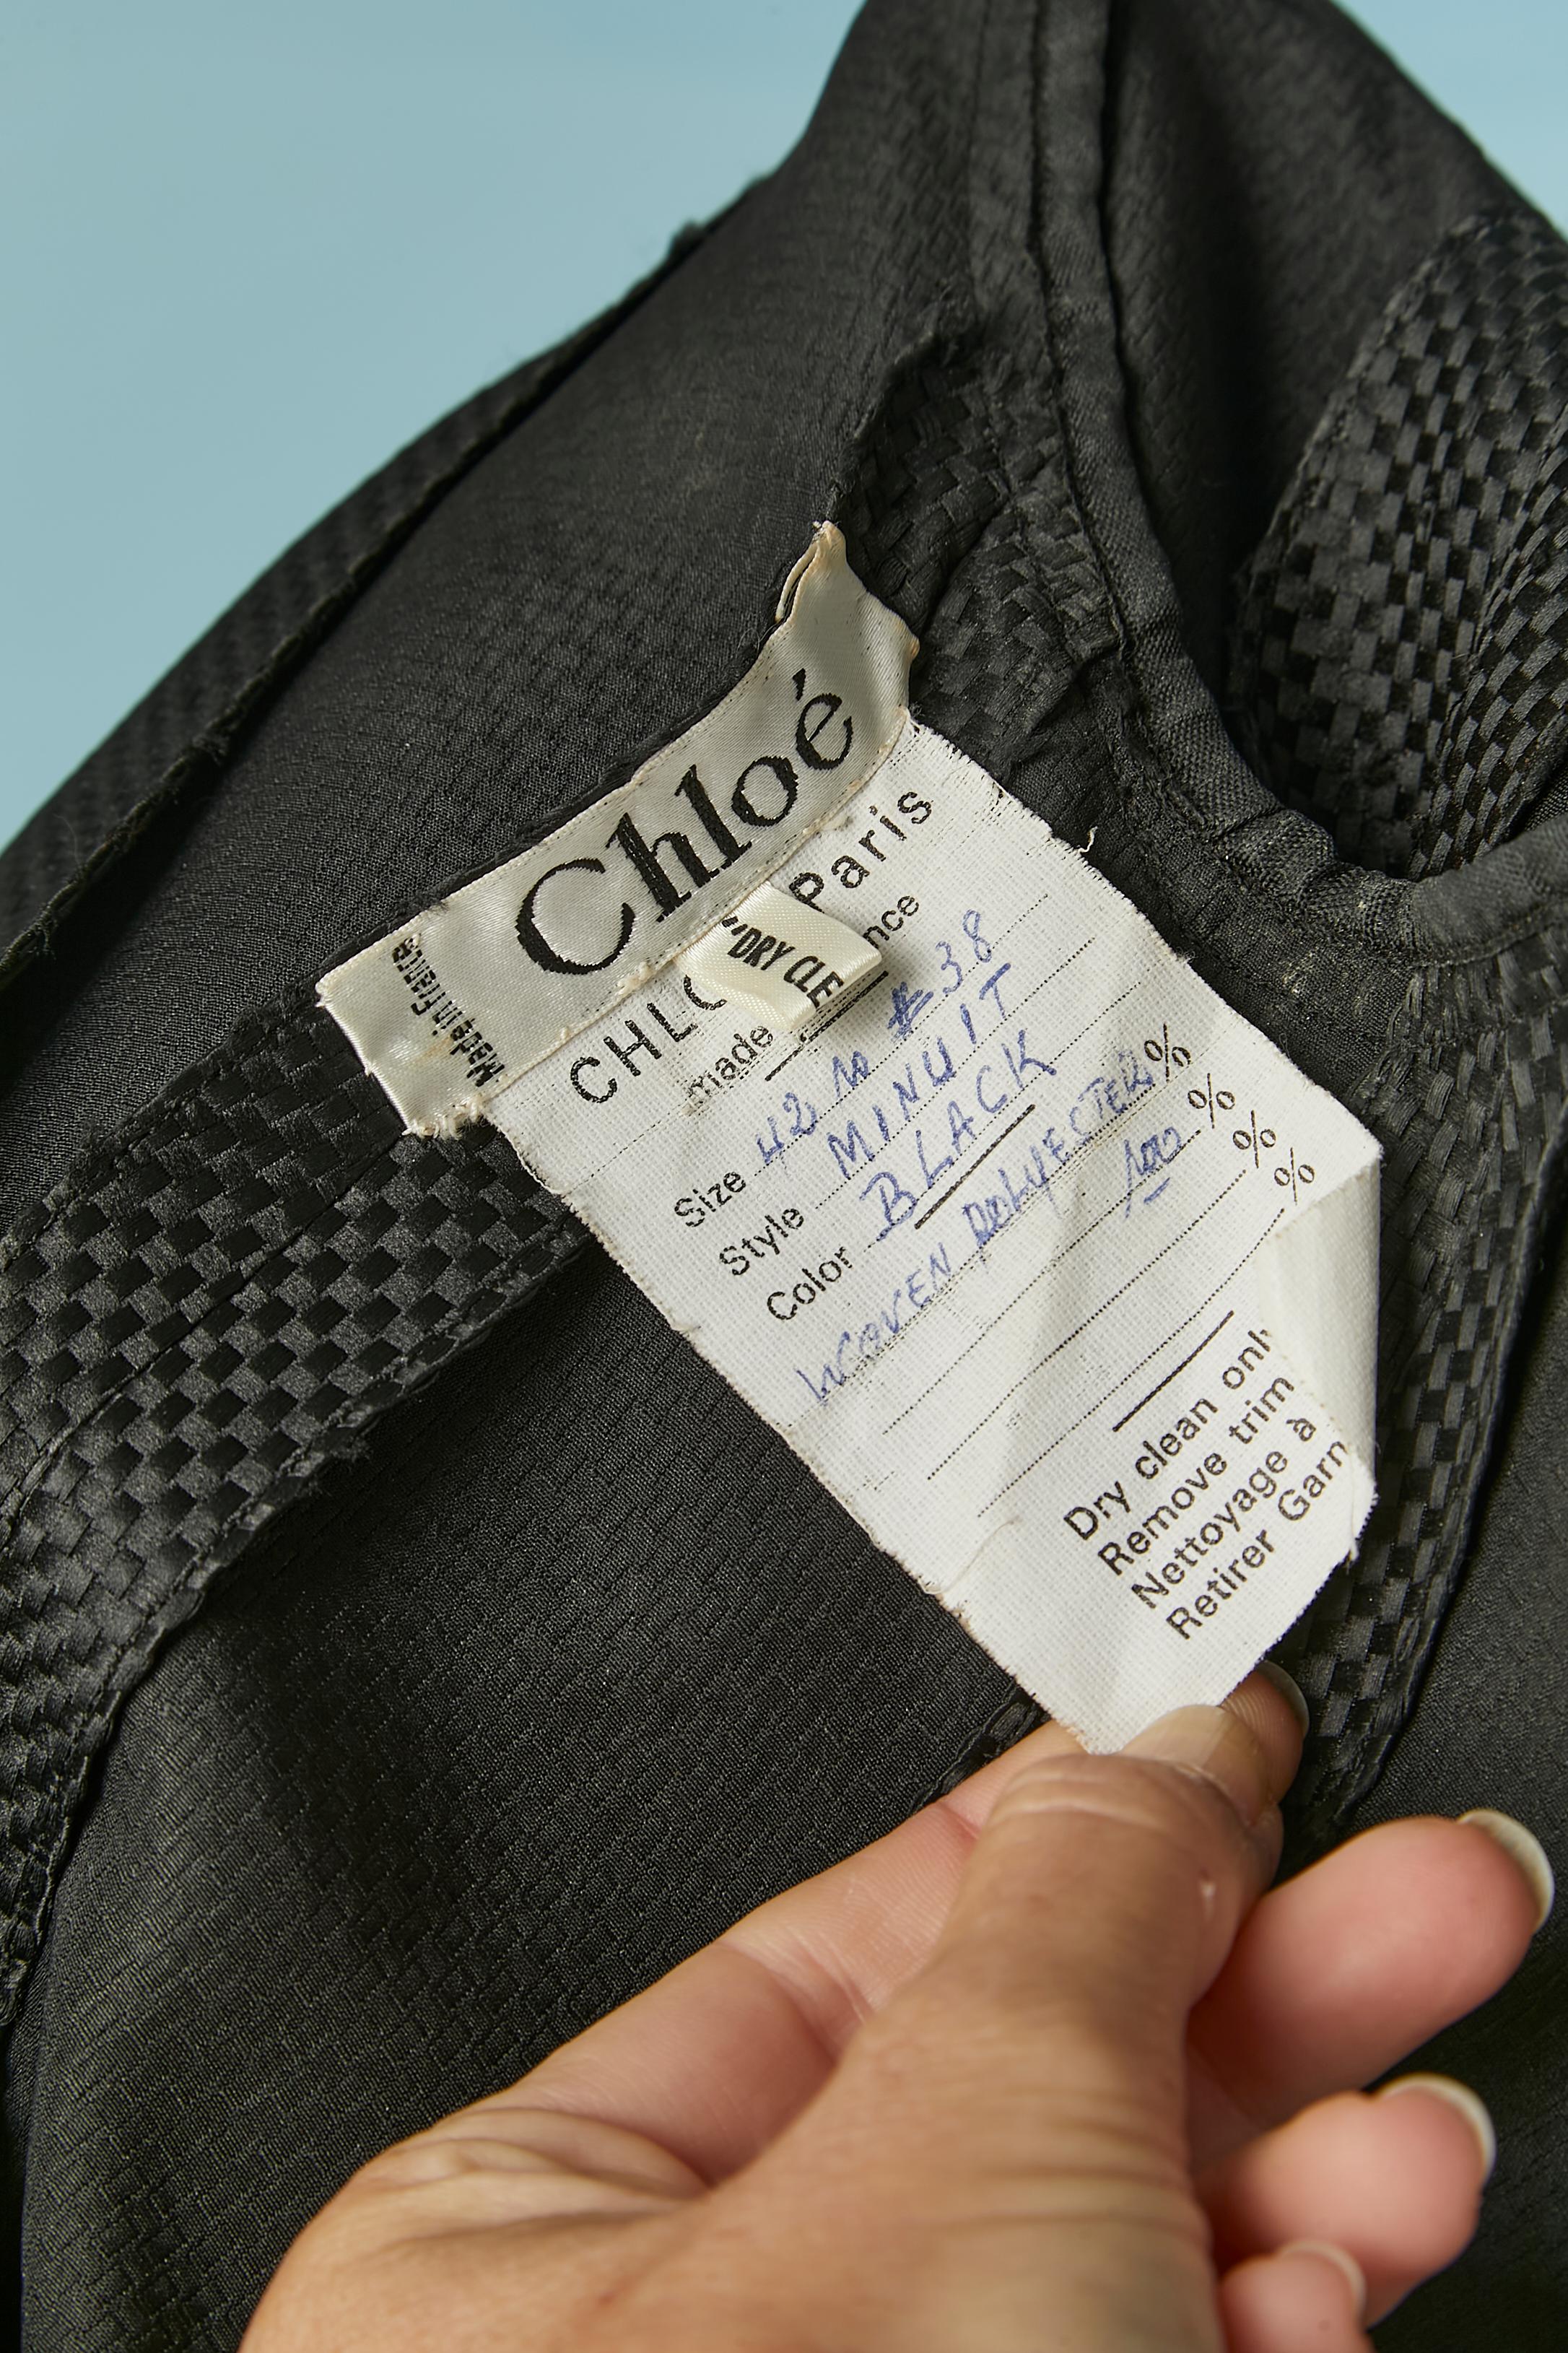 Chloé
Made in France
"DRY CLE
CHLO Paris
made nce
Size 42 N #38
Style MINUIT
Color BLACK
WOVEN POLYESTER %
100 %
%
%
Dry clean only
Remove trim
Nettoyage à
Retirer Garn